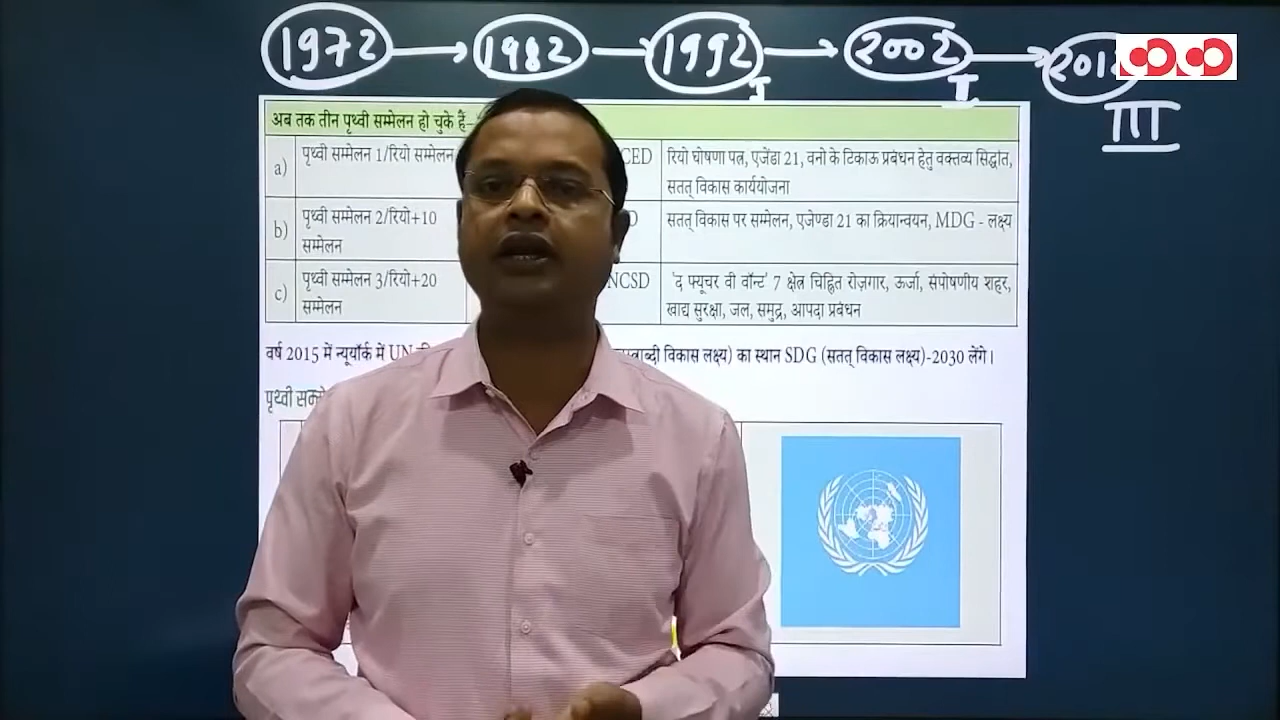 1972 → 1982 → 1992 → 2002 →
I I III
अब तक तीन पृथ्वी सम्मेलन हो चुके हैं–
a) पृथ्वी सम्मेलन 1/रियो सम्मेलन CED रियो घोषणा पत्र, एजेंडा 21, वनो के टिकाऊ प्रबंधन हेतु वक्तव्य सिद्धांत,
सतत् विकास कार्ययोजना
b) पृथ्वी सम्मेलन 2/रियो+10 D सतत् विकास पर सम्मेलन, एजेण्डा 21 का क्रियान्वयन, MDG - लक्ष्य
सम्मेलन
c) पृथ्वी सम्मेलन 3/रियो+20 NCSD 'द फ्यूचर वी वॉन्ट' 7 क्षेत्र चिह्नित रोज़गार, ऊर्जा, संपोषणीय शहर,
सम्मेलन खाद्य सुरक्षा, जल, समुद्र, आपदा प्रबंधन
वर्ष 2015 में न्यूयॉर्क में UN विकास लक्ष्य) का स्थान SDG (सतत् विकास लक्ष्य)-2030 लेंगे।
पृथ्वी